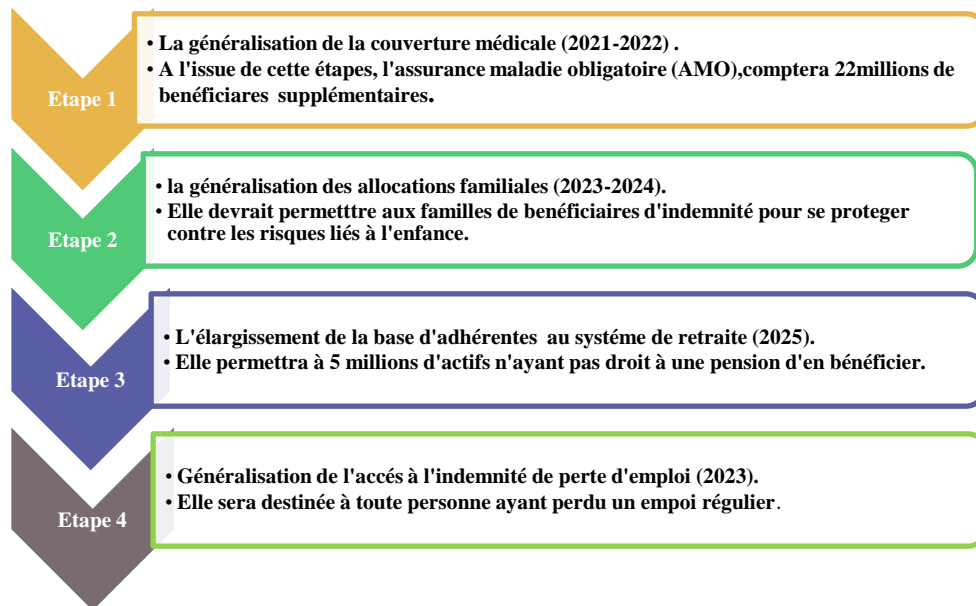 Etape 1
• La généralisation de la couverture médicale (2021-2022) .
• A l'issue de cette étapes, l'assurance maladie obligatoire (AMO),comptera 22millions de
benéficiares supplémentaires.
Etape 2
• la généralisation des allocations familiales (2023-2024).
• Elle devrait permetttre aux familles de bénéficiaires d'indemnité pour se proteger
contre les risques liés à l'enfance.
Etape 3
• L'élargissement de la base d'adhérentes au systéme de retraite (2025).
• Elle permettra à 5 millions d'actifs n'ayant pas droit à une pension d'en bénéficier.
Etape 4
• Généralisation de l'accés à l'indemnité de perte d'emploi (2023).
• Elle sera destinée à toute personne ayant perdu un empoi régulier.